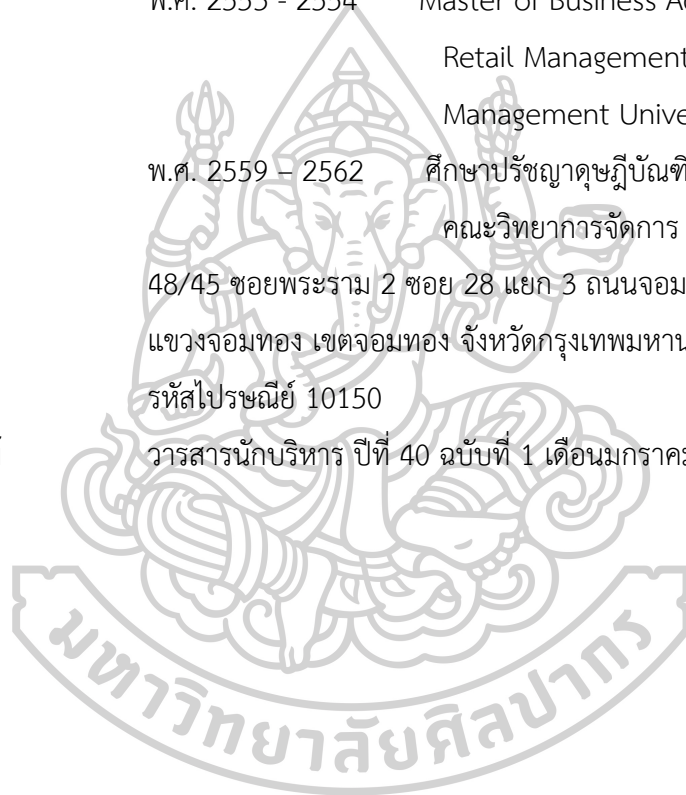 พ.ศ. 2553 - 2554 Master of Business
Retail Management
Management
พ.ศ. 2559 – 2562 ศึกษาปรัชญาดุษฎีบัณฑิ
คณะวิทยาการจัดการ
48/45 ซอยพระราม 2 ซอย 28 แยก 3 ถนนจอม
แขวงจอมทอง เขตจอมทอง จังหวัดกรุงเทพมหาน
รหัสไปรษณีย์ 10150
วารสารนักบริหาร ปีที่ 40 ฉบับที่ 1 เดือนมกราคม
มหาวิทยาลัยศิลปากร